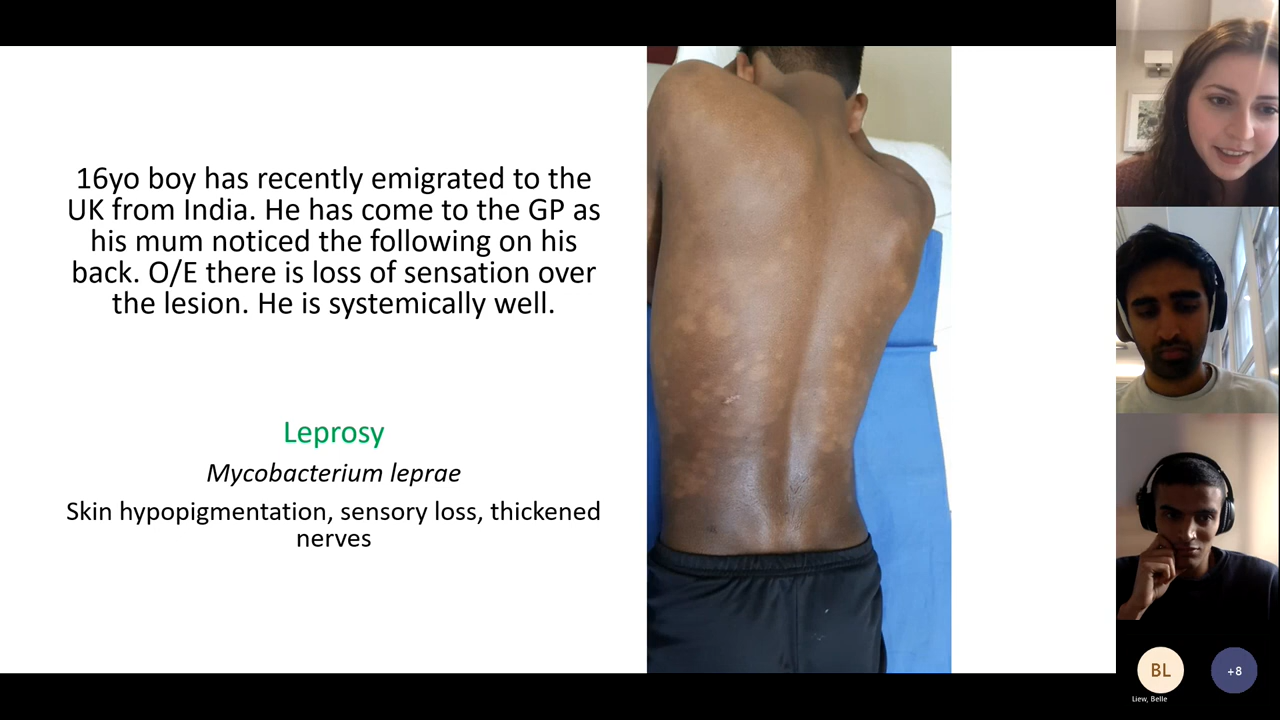 16yo boy has recently emigrated to the
UK from India. He has come to the GP as
his mum noticed the following on his
back. O/E there is loss of sensation over
the lesion. He is systemically well.
Leprosy
Mycobacterium leprae
Skin hypopigmentation, sensory loss, thickened
nerves
BL
+8
Liew, Belle